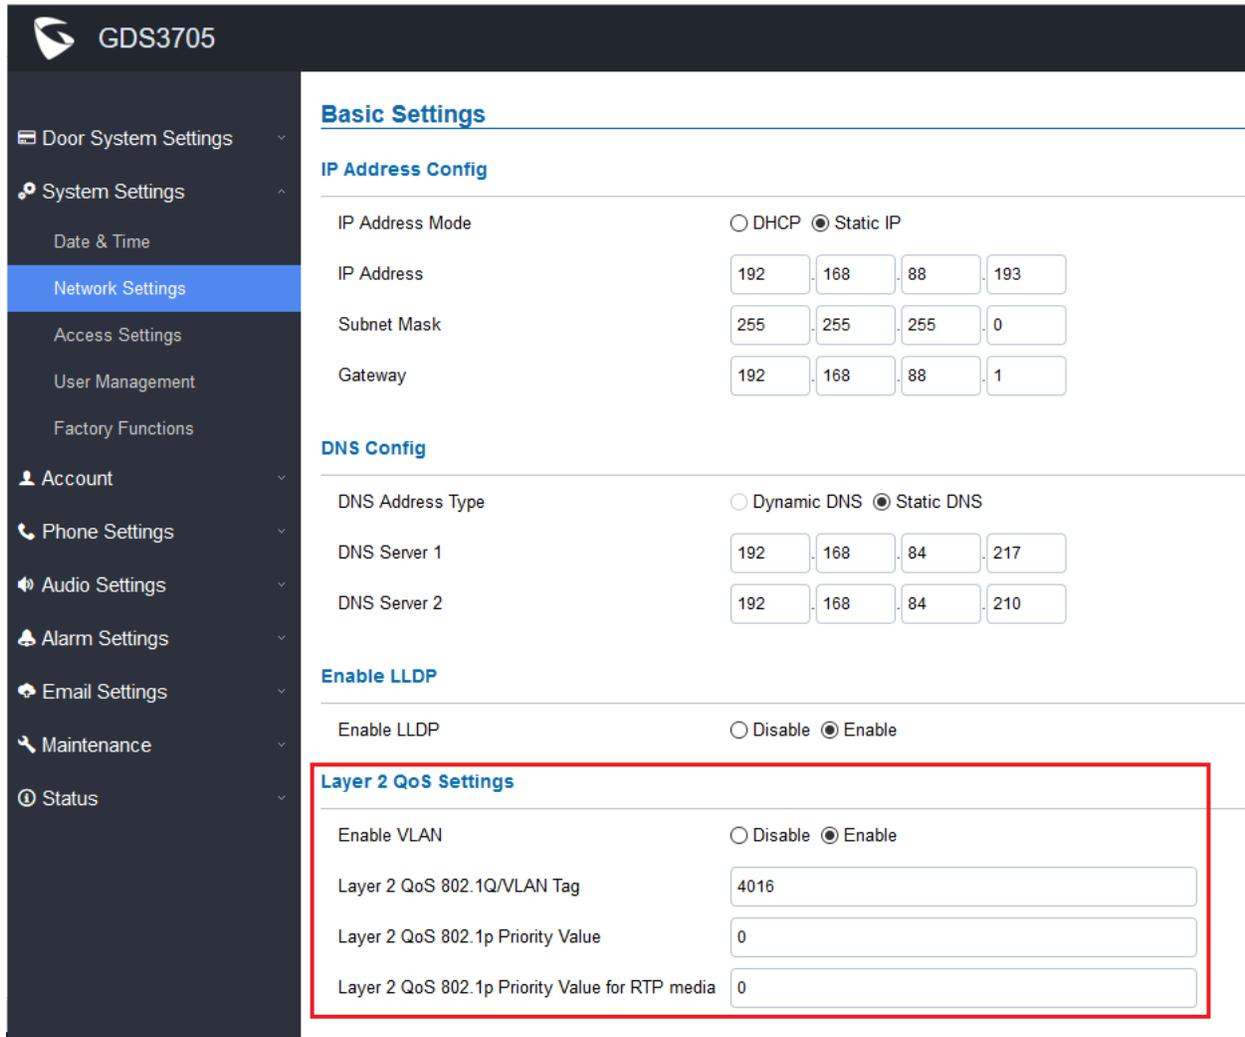 GDS3705
Door System Settings
System Settings
Date & Time
Network Settings
Access Settings
User Management
Factory Functions
Account
Phone Settings
Audio Settings
Alarm Settings
Email Settings
Maintenance
Status
Basic Settings
IP Address Config
IP Address Mode DHCP Static IP
IP Address 192 . 168 . 88 . 193
Subnet Mask 255 . 255 . 255 . 0
Gateway 192 . 168 . 88 . 1
DNS Config
DNS Address Type Dynamic DNS Static DNS
DNS Server 1 192 . 168 . 84 . 217
DNS Server 2 192 . 168 . 84 . 210
Enable LLDP
Enable LLDP Disable Enable
Layer 2 QoS Settings
Enable VLAN Disable Enable
Layer 2 QoS 802.1Q/VLAN Tag 4016
Layer 2 QoS 802.1p Priority Value 0
Layer 2 QoS 802.1p Priority Value for RTP media 0